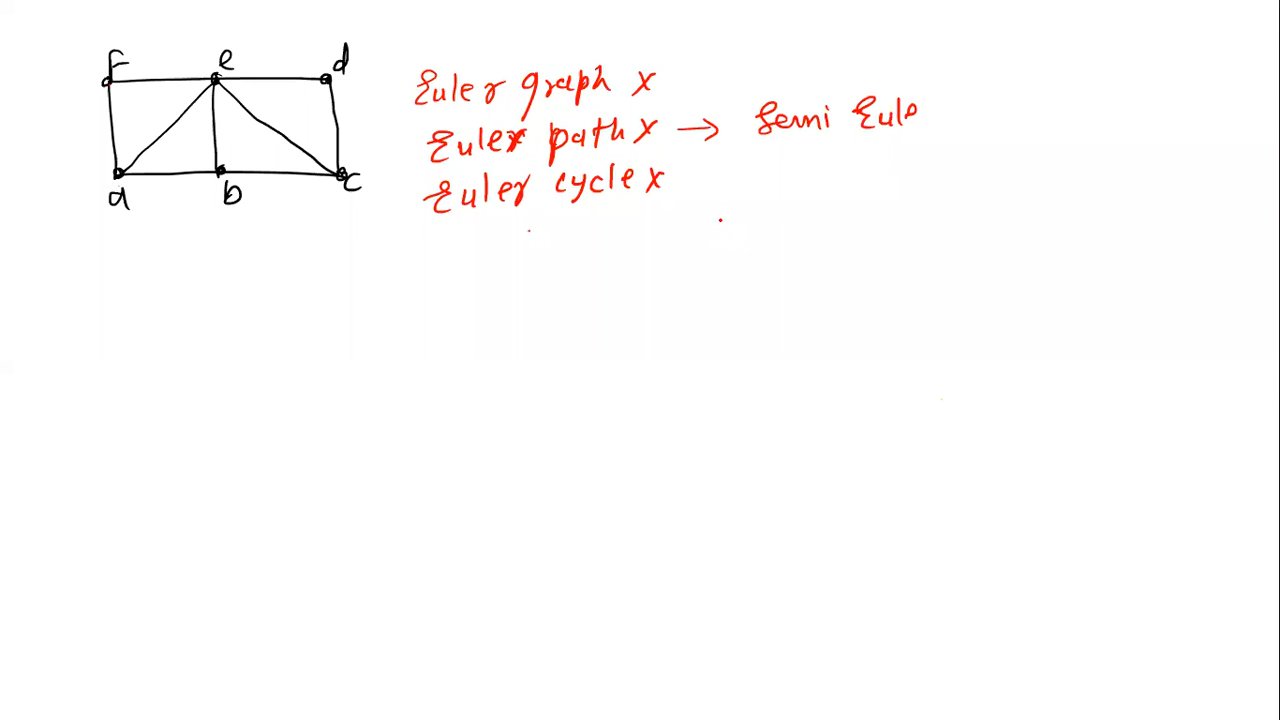 f e d
a b c
Euler graph x
Euler path x → Semi Eule
Euler cycle x